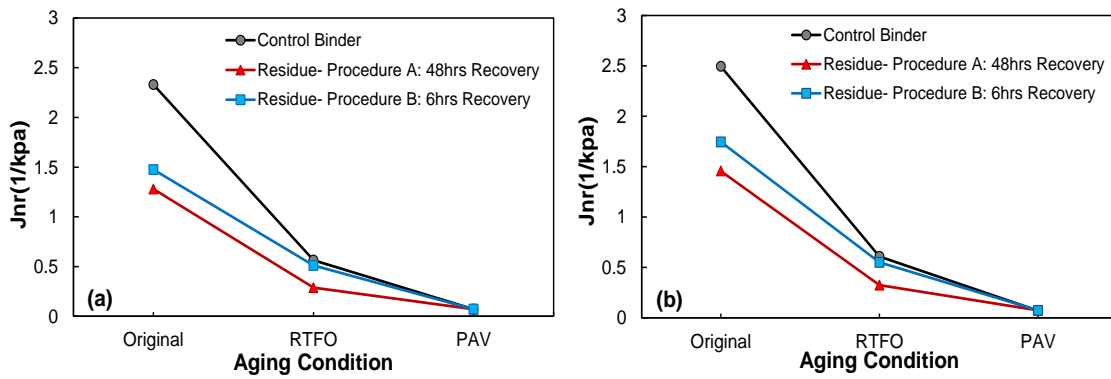 3
2.5
2
1.5
1
0.5
0
Jnr(1/kpa)
Control Binder
Residue- Procedure A: 48hrs Recovery
Residue- Procedure B: 6hrs Recovery
(a)
Original RTFO PAV
Aging Condition
3
2.5
2
1.5
1
0.5
0
Jnr(1/kpa)
Control Binder
Residue- Procedure A: 48hrs Recovery
Residue- Procedure B: 6hrs Recovery
(b)
Original RTFO PAV
Aging Condition